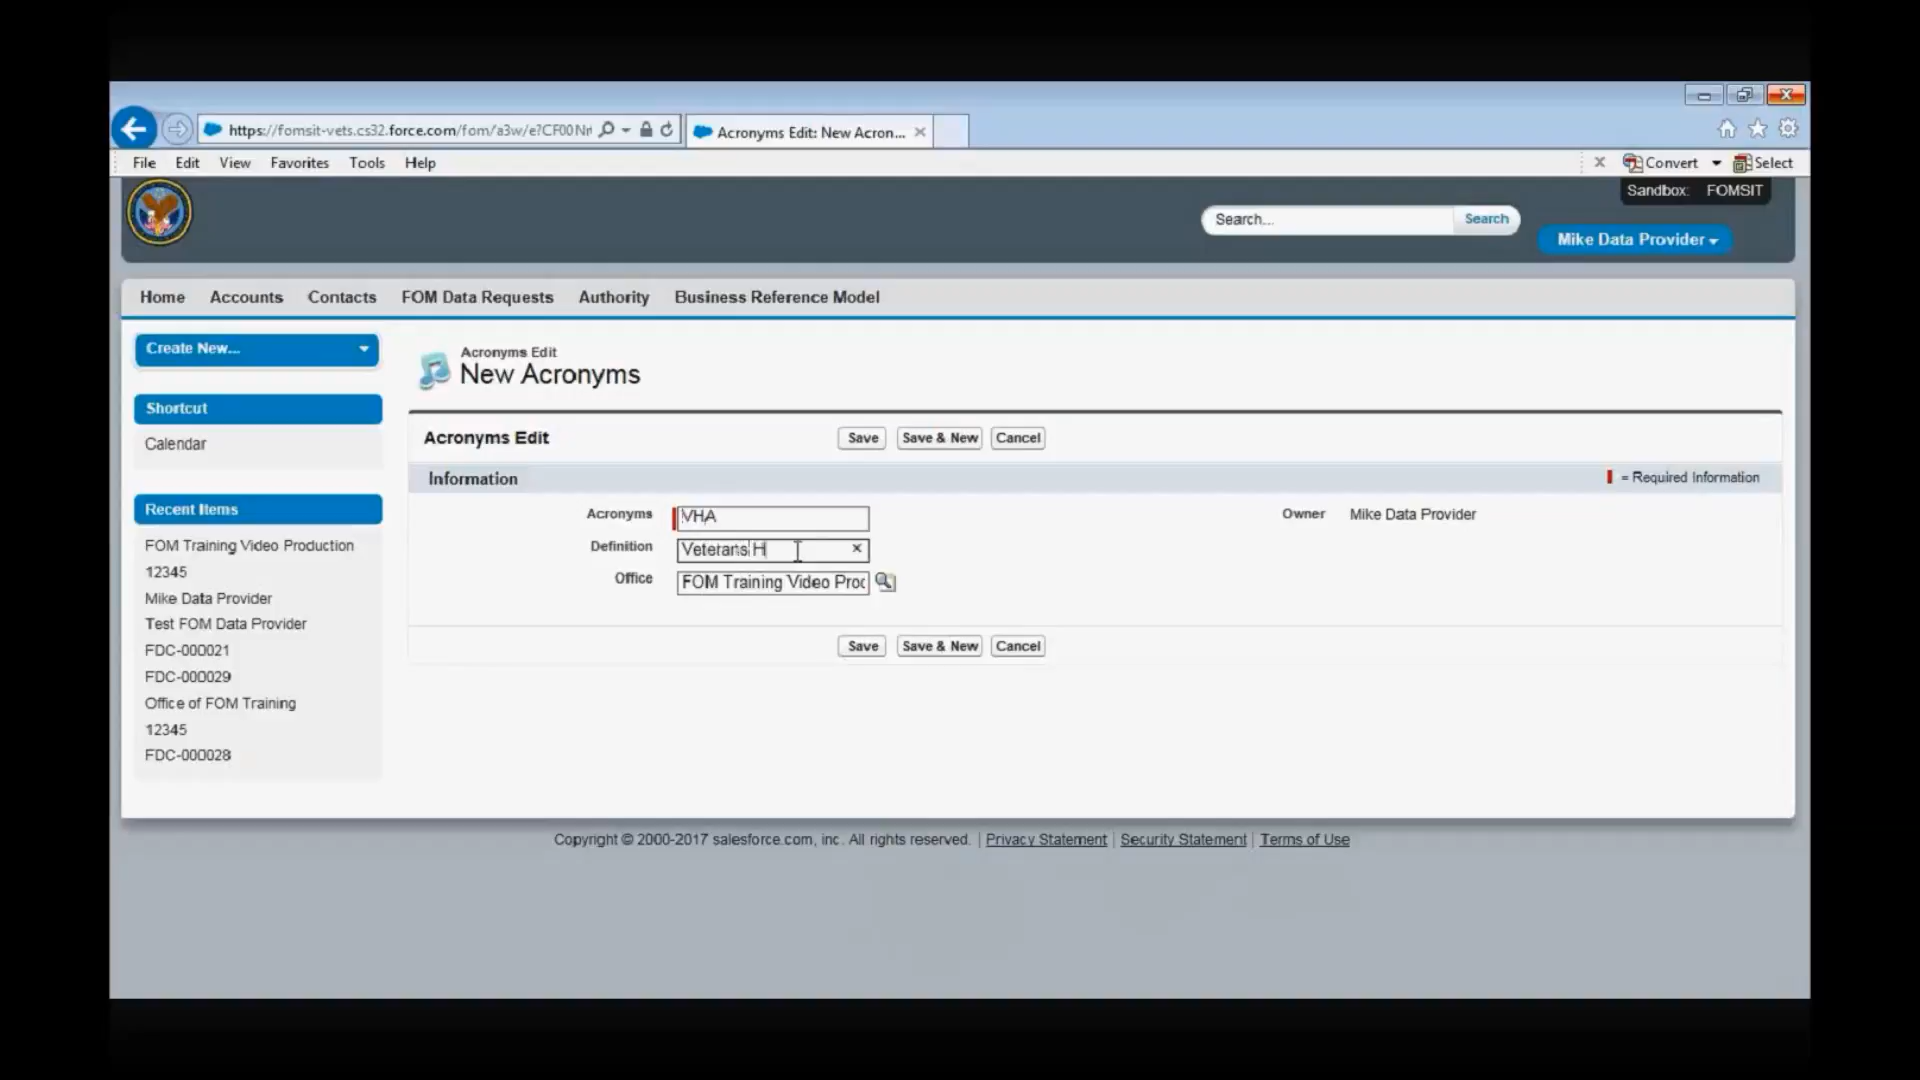 https://fomsit-vets.cs32.force.com/fom/a3w/e?CF00N
Acronyms Edit: New Acron...
File Edit View Favorites Tools Help
Convert Select
Sandbox: FOMSIT
Search... Search
Mike Data Provider
Home Accounts Contacts FOM Data Requests Authority Business Reference Model
Create New...
Shortcut
Calendar
Recent Items
FOM Training Video Production
12345
Mike Data Provider
Test FOM Data Provider
FDC-000021
FDC-000029
Office of FOM Training
12345
FDC-000028
Acronyms Edit
New Acronyms
Acronyms Edit Save Save & New Cancel
Information = Required Information
Acronyms VHA Owner Mike Data Provider
Definition Veterans H
Office FOM Training Video Proc
Save Save & New Cancel
Copyright © 2000-2017 salesforce.com, inc. All rights reserved. | Privacy Statement | Security Statement | Terms of Use